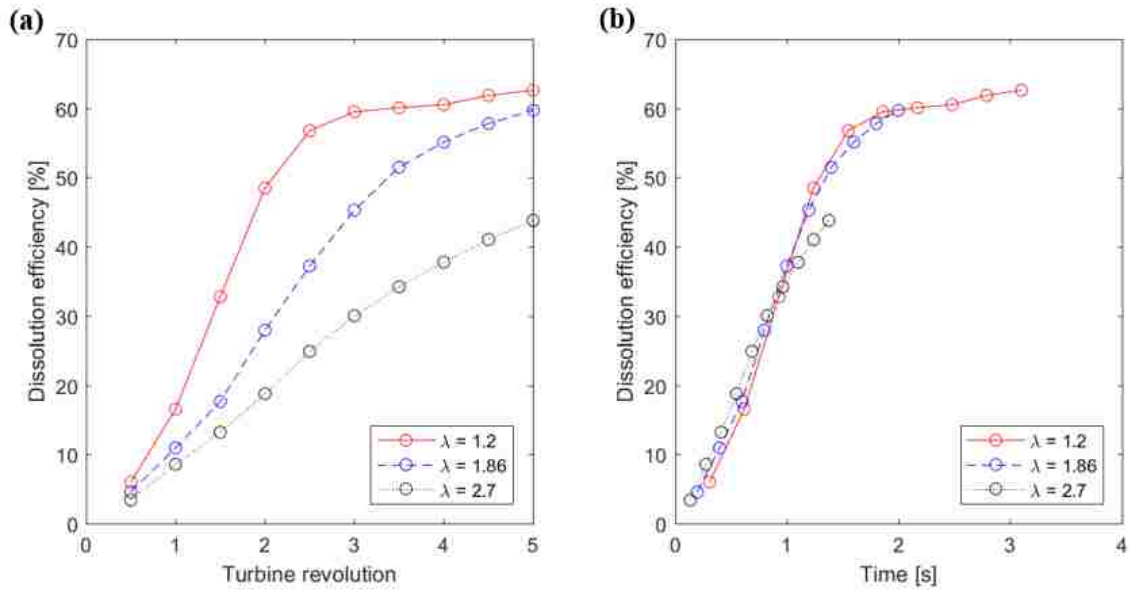 (a)
70
60
50
40
30
20
10
0
Dissolution efficiency [%]
0 1 2 3 4 5
Turbine revolution
λ = 1.2
λ = 1.86
λ = 2.7
(b)
70
60
50
40
30
20
10
0
Dissolution efficiency [%]
0 1 2 3 4
Time [s]
λ = 1.2
λ = 1.86
λ = 2.7